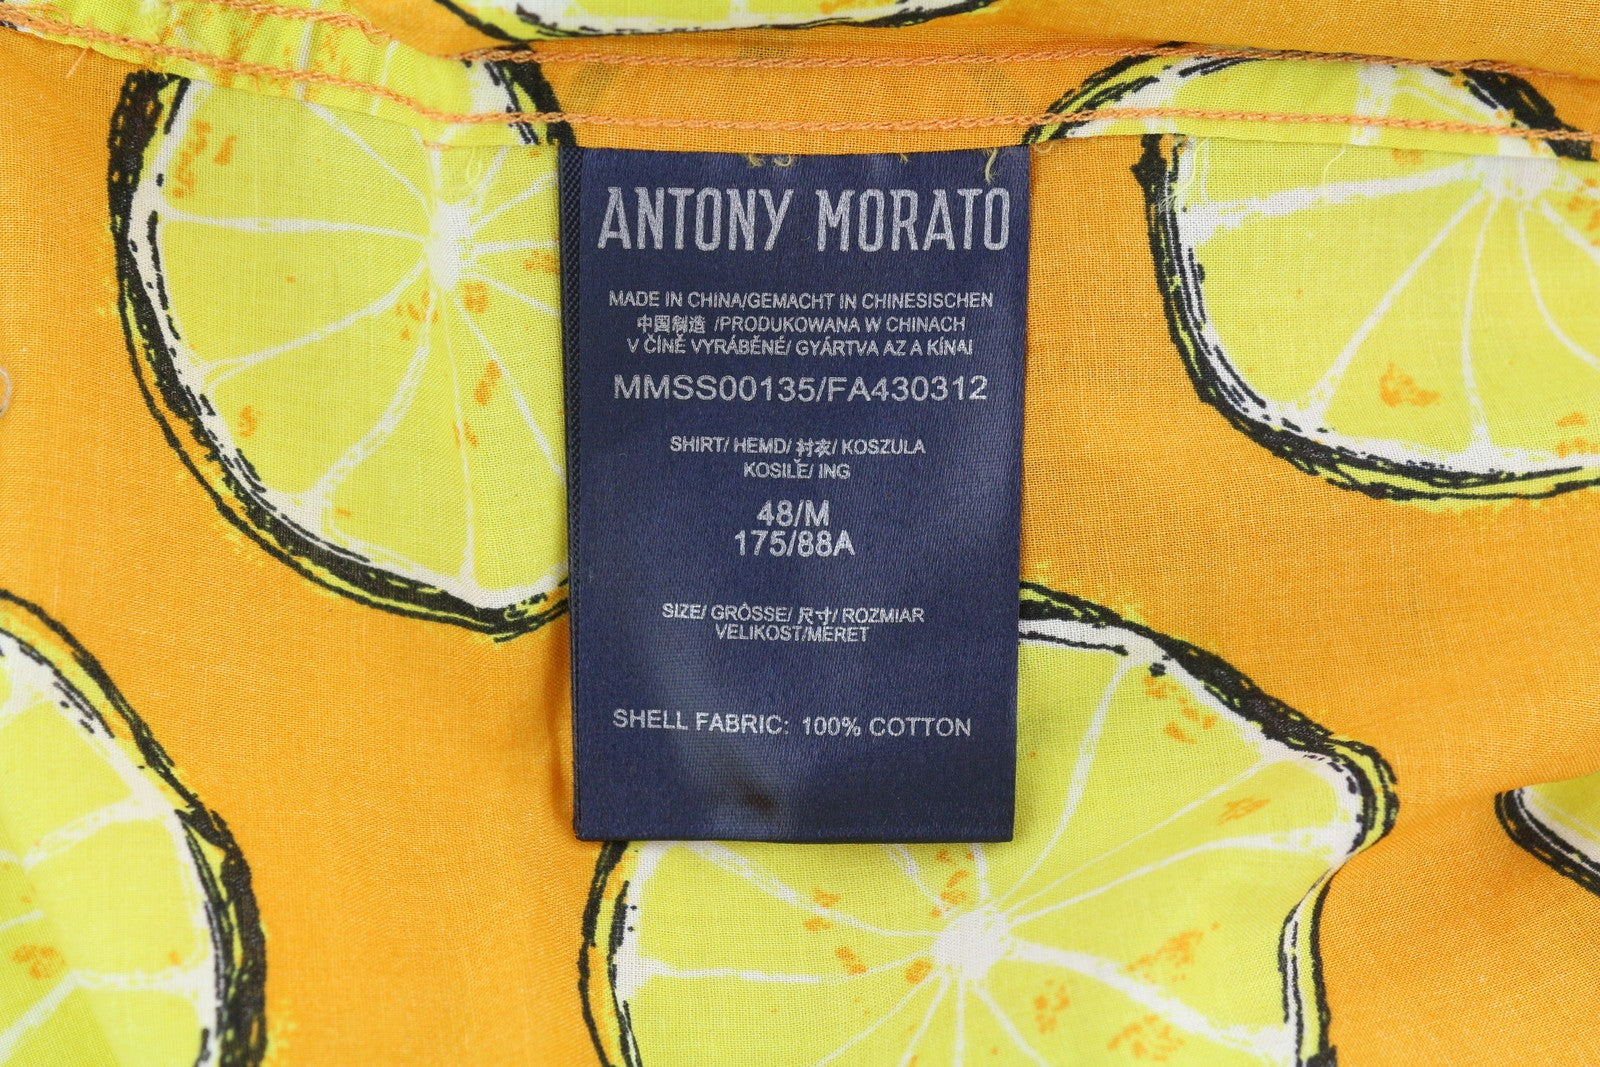 ANTONY MORATO
MADE IN CHINA/GEMACHT IN CHINESISCHEN
中国制造 /PRODUKOWANA W CHINACH
V ČÍNĚ VYRÁBĚNÉ/ GYÁRTVA AZ A KÍNAI
MMSS00135/FA430312
SHIRT/ HEMD/ 衬衣/ KOSZULA
KOSILĚ/ ING
48/M
175/88A
SIZE/ GRÔSSE/ 尺寸/ ROZMIAR
VELIKOST/MÉRET
SHELL FABRIC: 100% COTTON